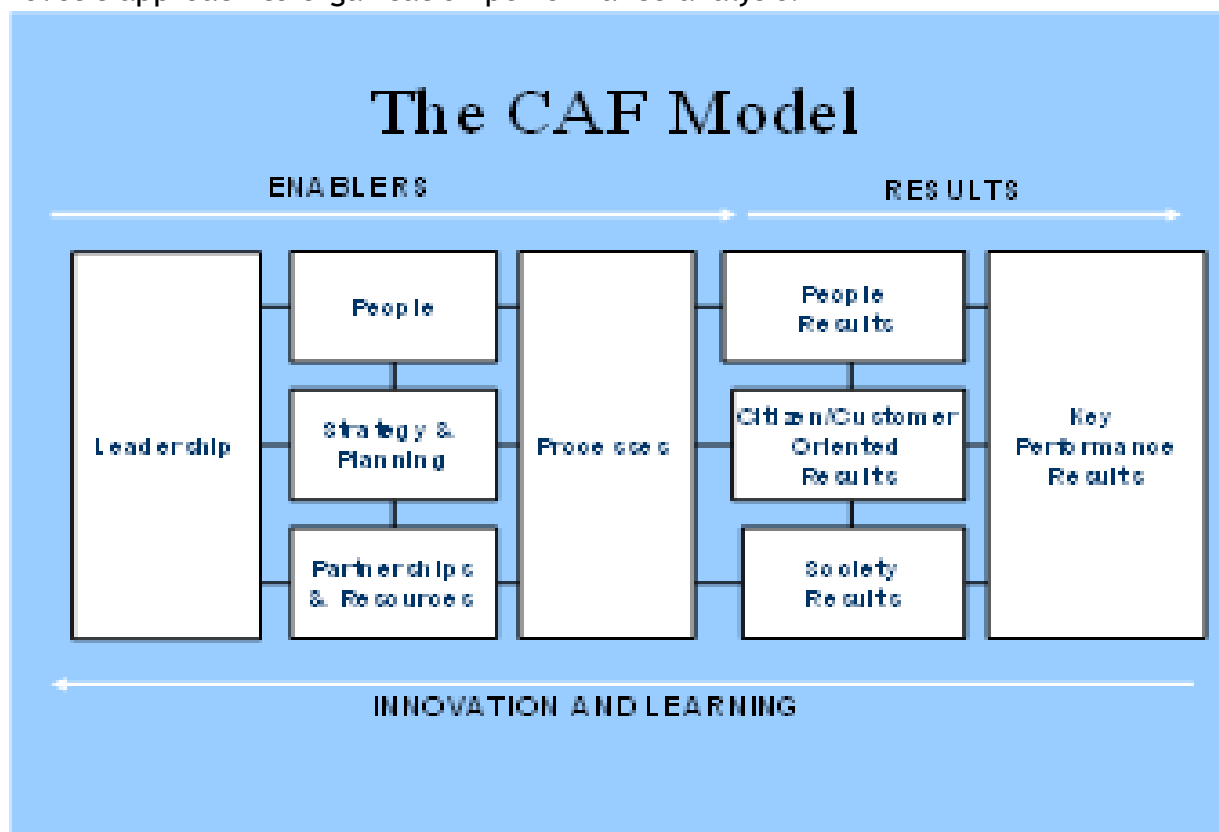 The CAF Model
ENABLERS
RESULTS
Leadership
People
Strategy &
Planning
Partnerships
& Resources
Processes
People
Results
Citizen/Customer
Oriented
Results
Society
Results
Key
Performance
Results
INNOVATION AND LEARNING